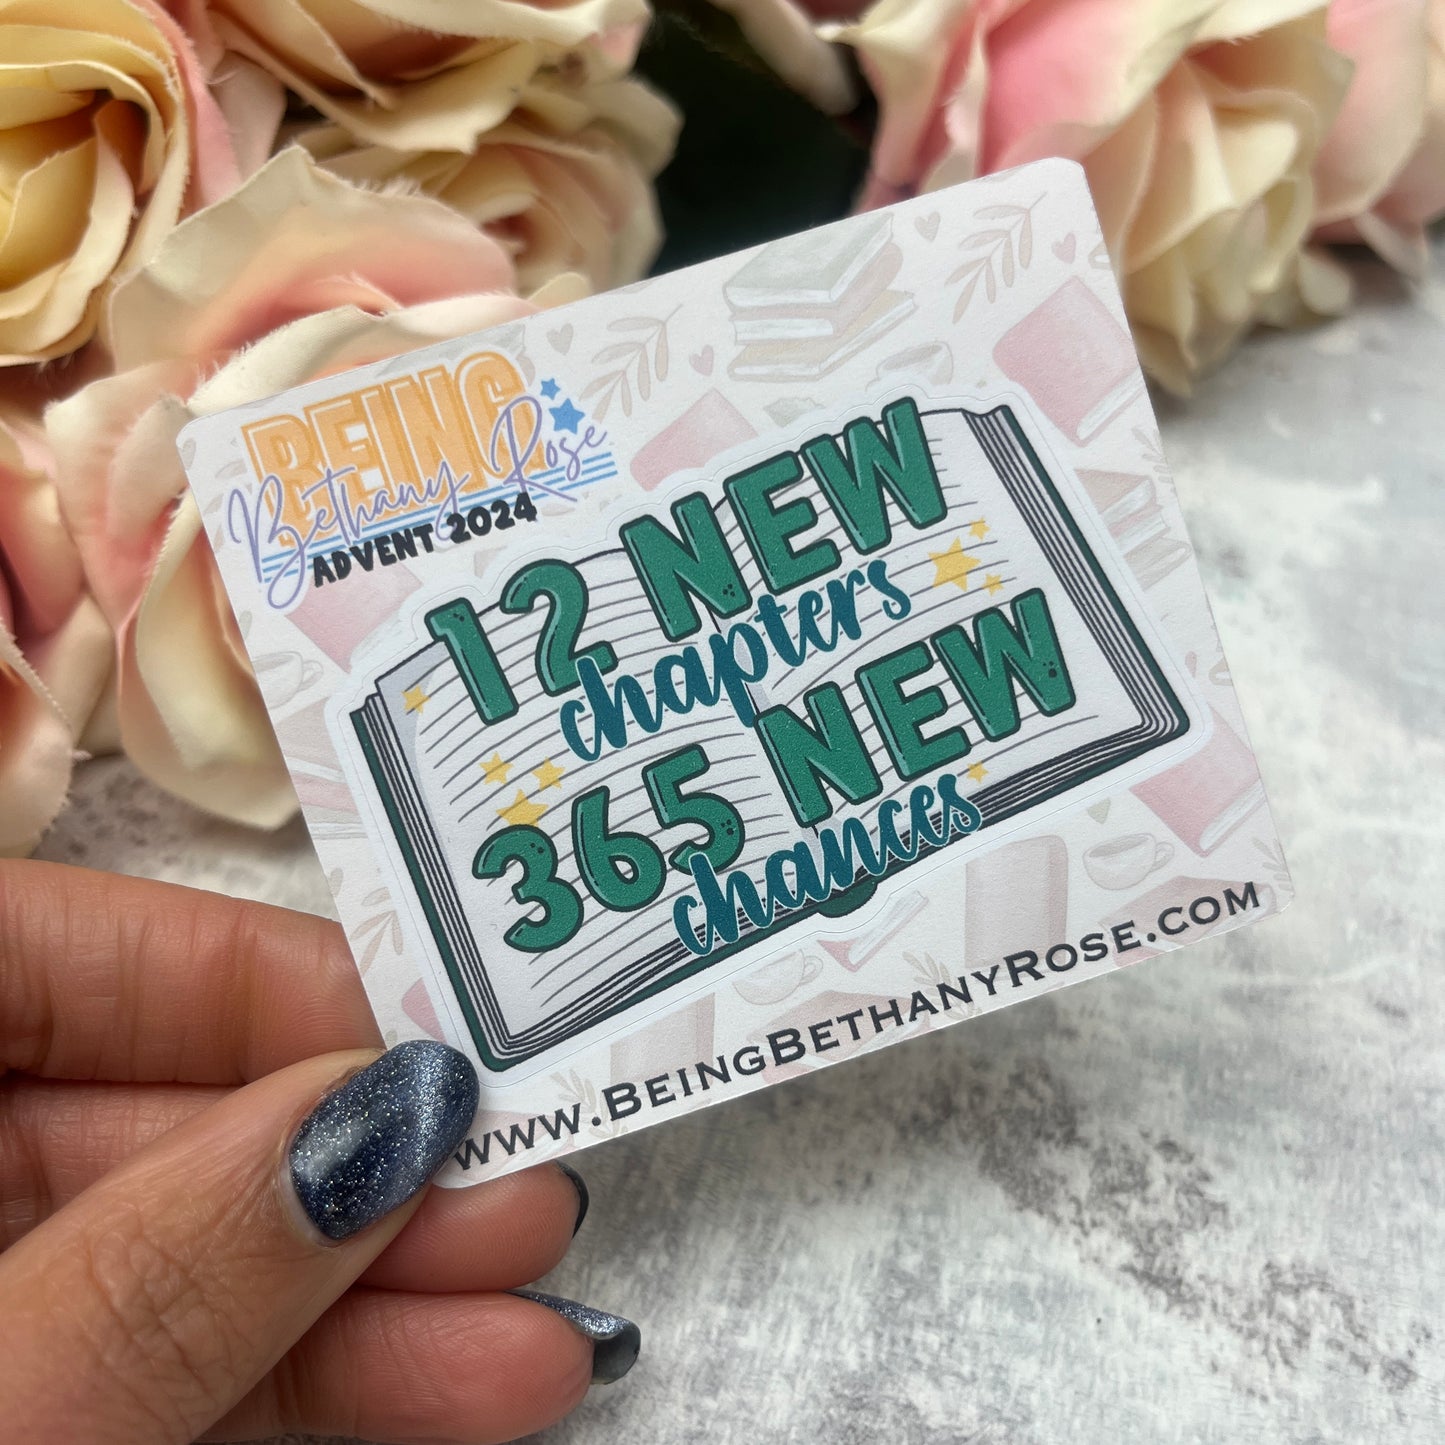 BEING
Bethany Rose
ADVENT 2024
12 NEW
chapters
365 NEW
chances
www.BeingBethanyRose.com